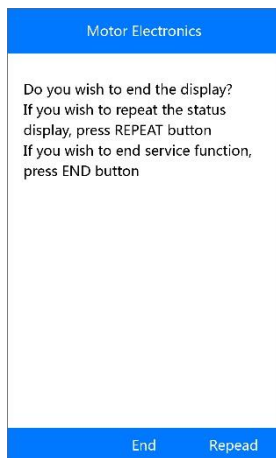 Motor Electronics
Do you wish to end the display?
If you wish to repeat the status
display, press REPEAT button
If you wish to end service function,
press END button
End Repead